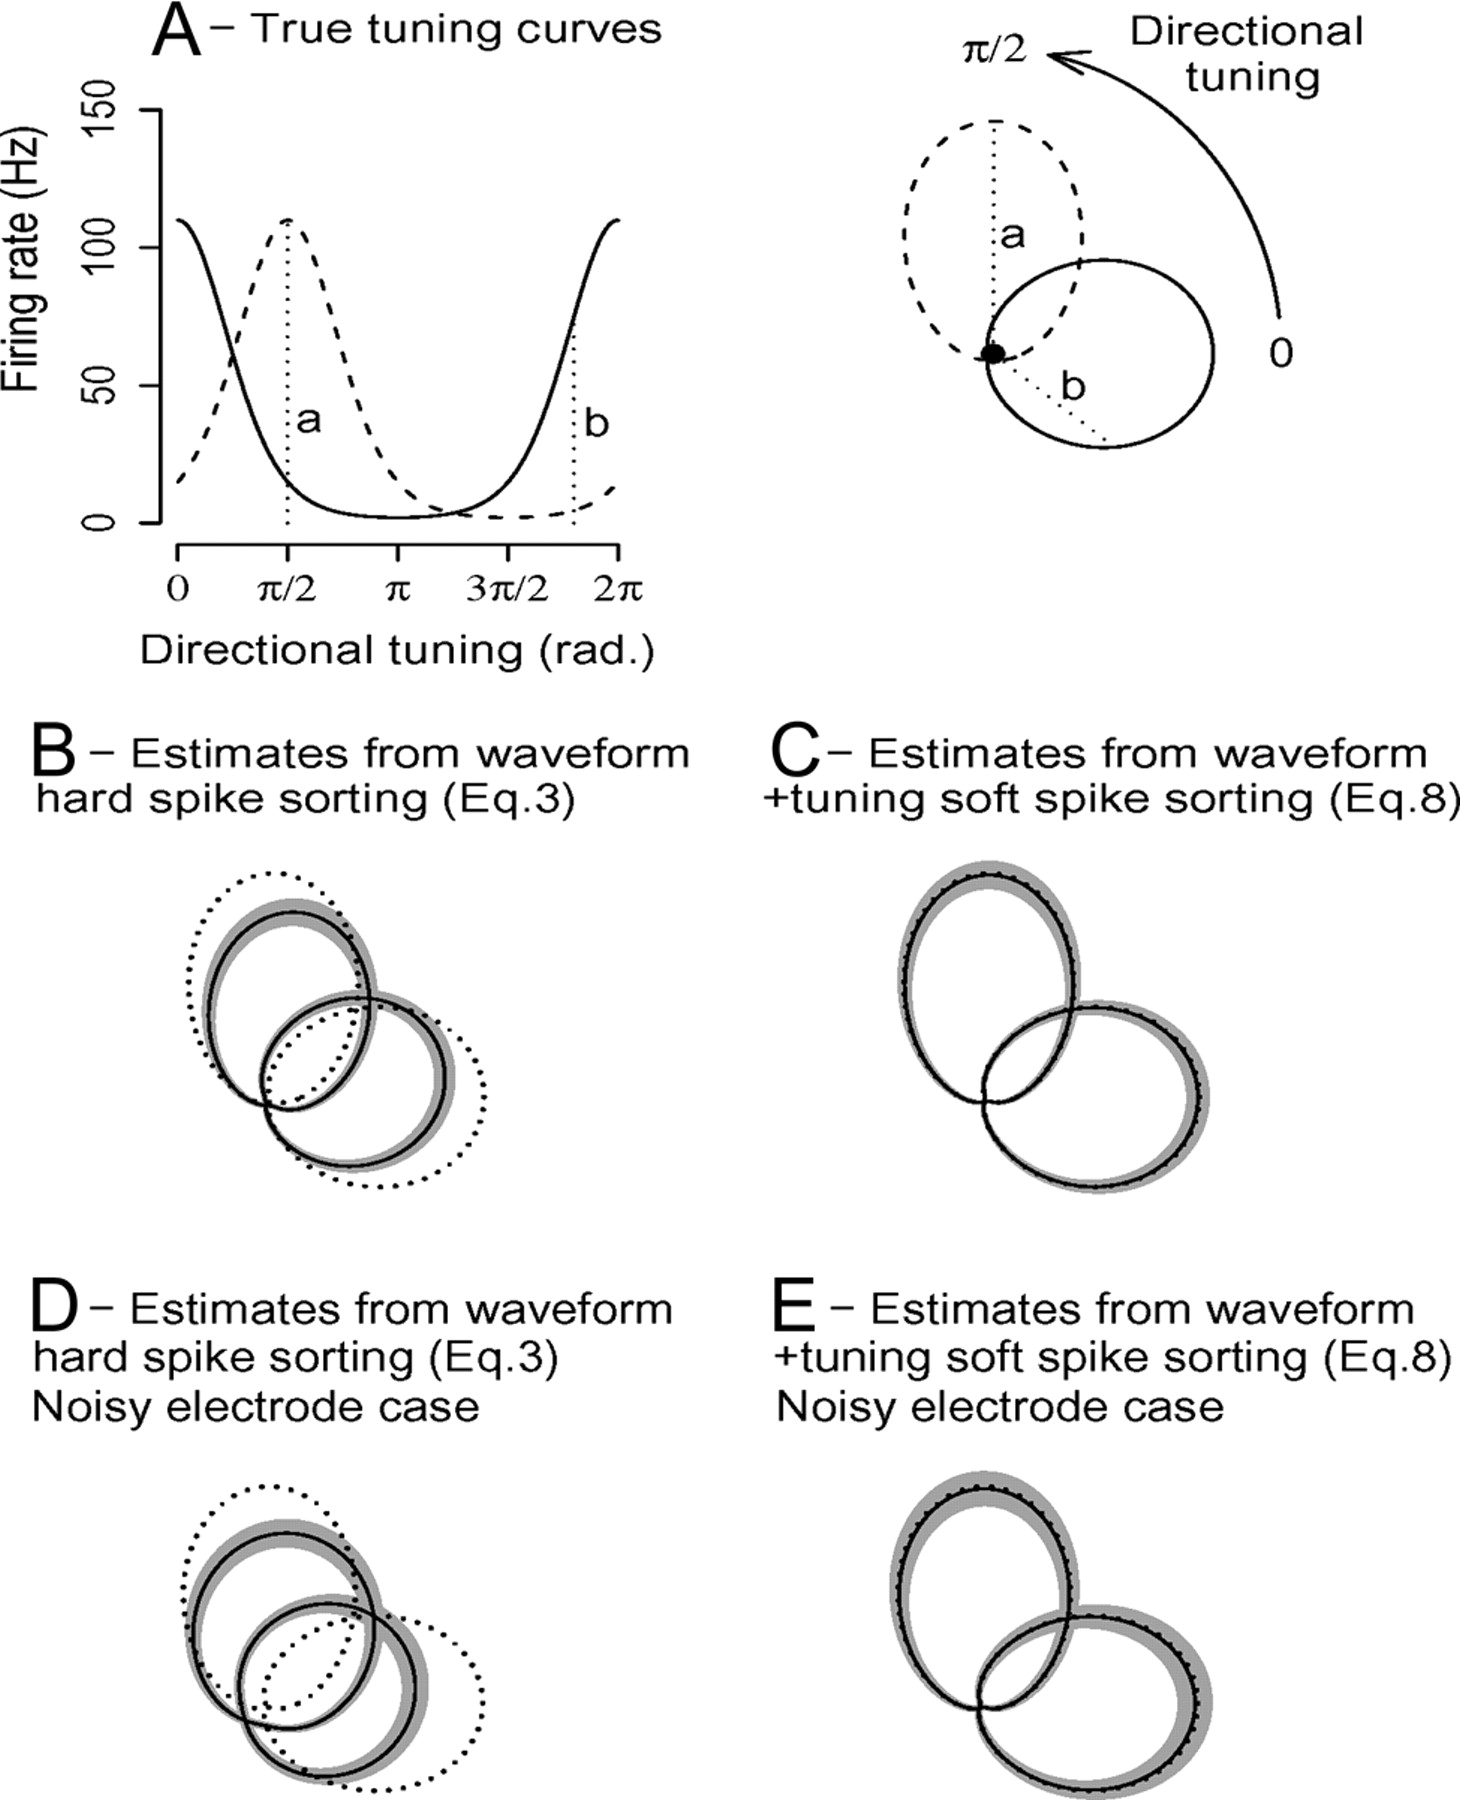 A – True tuning curves
Firing rate (Hz)
150
100
50
0
a
b
0 π/2 π 3π/2 2π
Directional tuning (rad.)
Directional
tuning
π/2
a
b
0
B – Estimates from waveform
hard spike sorting (Eq.3)
C – Estimates from waveform
+tuning soft spike sorting (Eq.8)
D – Estimates from waveform
hard spike sorting (Eq.3)
Noisy electrode case
E – Estimates from waveform
+tuning soft spike sorting (Eq.8)
Noisy electrode case